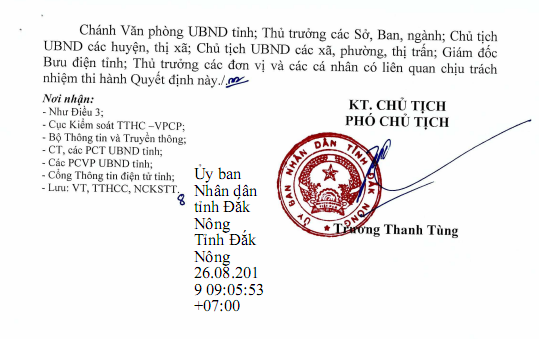 Chánh Văn phòng UBND tỉnh; Thủ trưởng các Sở, Ban, ngành; Chủ tịch
UBND các huyện, thị xã; Chủ tịch UBND các xã, phường, thị trấn; Giám đốc
Bưu điện tỉnh; Thủ trưởng các đơn vị và các cá nhân có liên quan chịu trách
nhiệm thi hành Quyết định này./.
Nơi nhận:
- Như Điều 3;
- Cục Kiểm soát TTHC –VPCP;
- Bộ Thông tin và Truyền thông;
- CT, các PCT UBND tỉnh;
- Các PCVP UBND tỉnh;
- Cổng Thông tin điện tử tỉnh;
- Lưu: VT, TTHCC, NCKSTT.
8
Ủy ban
Nhân dân
tỉnh Đắk
Nông
Tỉnh Đắk
Nông
26.08.201
9 09:05:53
+07:00
KT. CHỦ TỊCH
PHÓ CHỦ TỊCH
ỦY BAN NHÂN DÂN TỈNH ĐẮK NÔNG
Trương Thanh Tùng